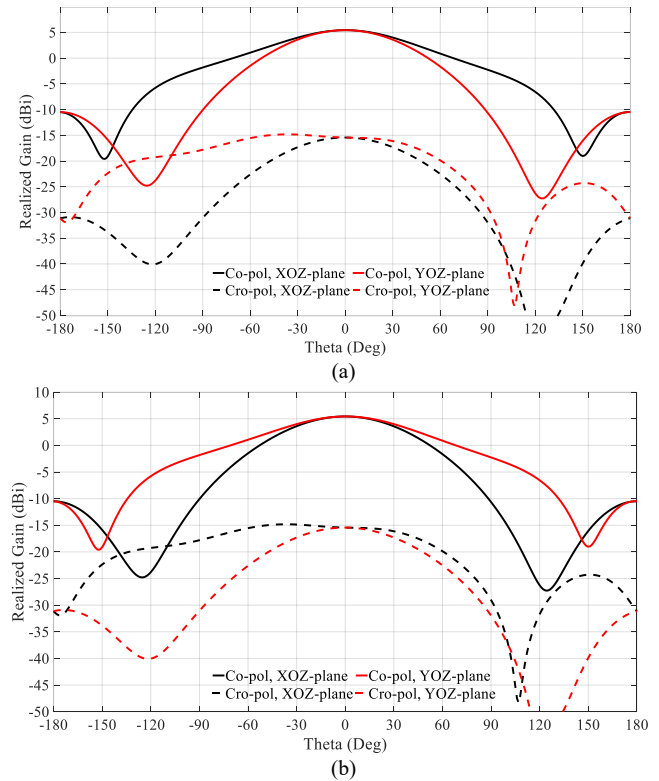 5
0
-5
-10
-15
-20
-25
-30
-35
-40
-45
-50
Realized Gain (dBi)
Co-pol, XOZ-plane Co-pol, YOZ-plane
Cro-pol, XOZ-plane Cro-pol, YOZ-plane
-180 -150 -120 -90 -60 -30 0 30 60 90 120 150 180
Theta (Deg)
(a)
10
5
0
-5
-10
-15
-20
-25
-30
-35
-40
-45
-50
Realized Gain (dBi)
Co-pol, XOZ-plane Co-pol, YOZ-plane
Cro-pol, XOZ-plane Cro-pol, YOZ-plane
-180 -150 -120 -90 -60 -30 0 30 60 90 120 150 180
Theta (Deg)
(b)